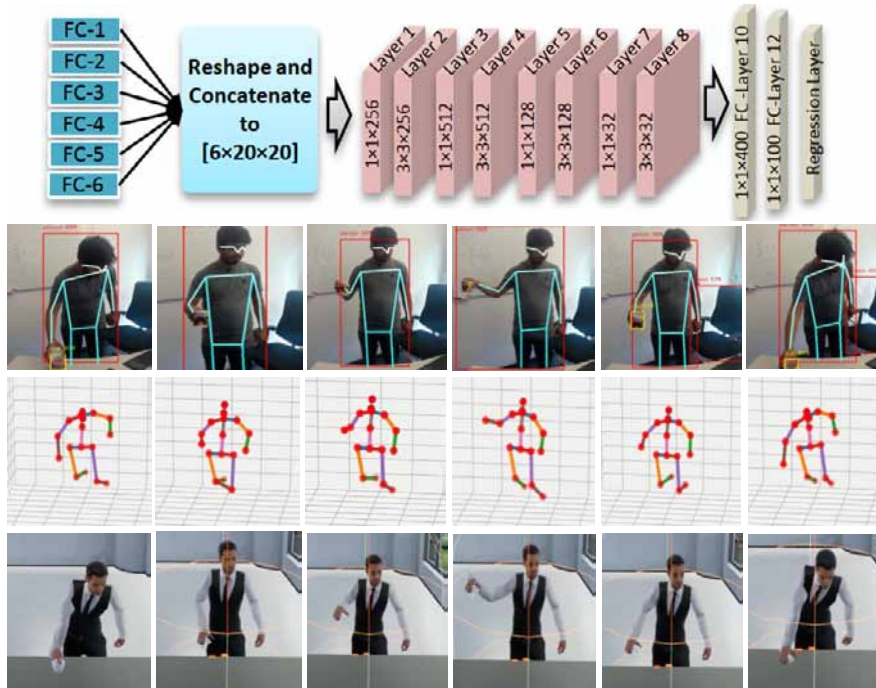 FC-1
FC-2
FC-3
FC-4
FC-5
FC-6
Reshape and
Concatenate
to
[6×20×20]
Layer 1
Layer 2
Layer 3
Layer 4
Layer 5
Layer 6
Layer 7
Layer 8
1×1×256
3×3×256
1×1×512
3×3×512
1×1×128
3×3×128
1×1×32
3×3×32
1×1×400 FC -Layer 10
1×1×100 FC-Layer 12
Regression Layer